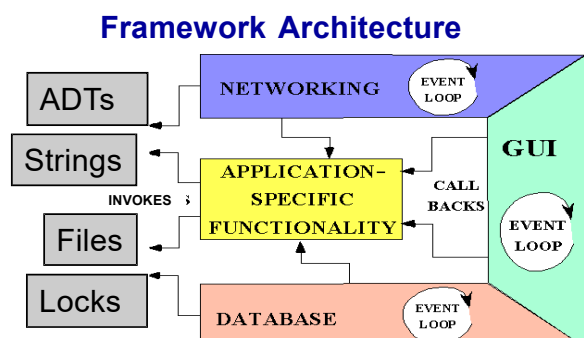 Framework Architecture
ADTs
Strings
INVOKES
Files
Locks
NETWORKING
EVENT
LOOP
APPLICATION-
SPECIFIC
FUNCTIONALITY
CALL
BACKS
GUI
EVENT
LOOP
DATABASE
EVENT
LOOP